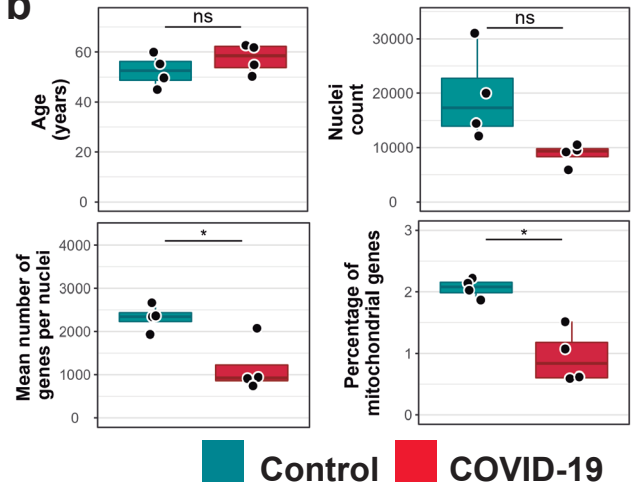 b
Age
(years)
60
40
20
0
ns
Nuclei
count
30000
20000
10000
0
ns
Mean number of
genes per nuclei
4000
3000
2000
1000
0
*
Percentage of
mitochondrial genes
3
2
1
0
*
Control
COVID-19